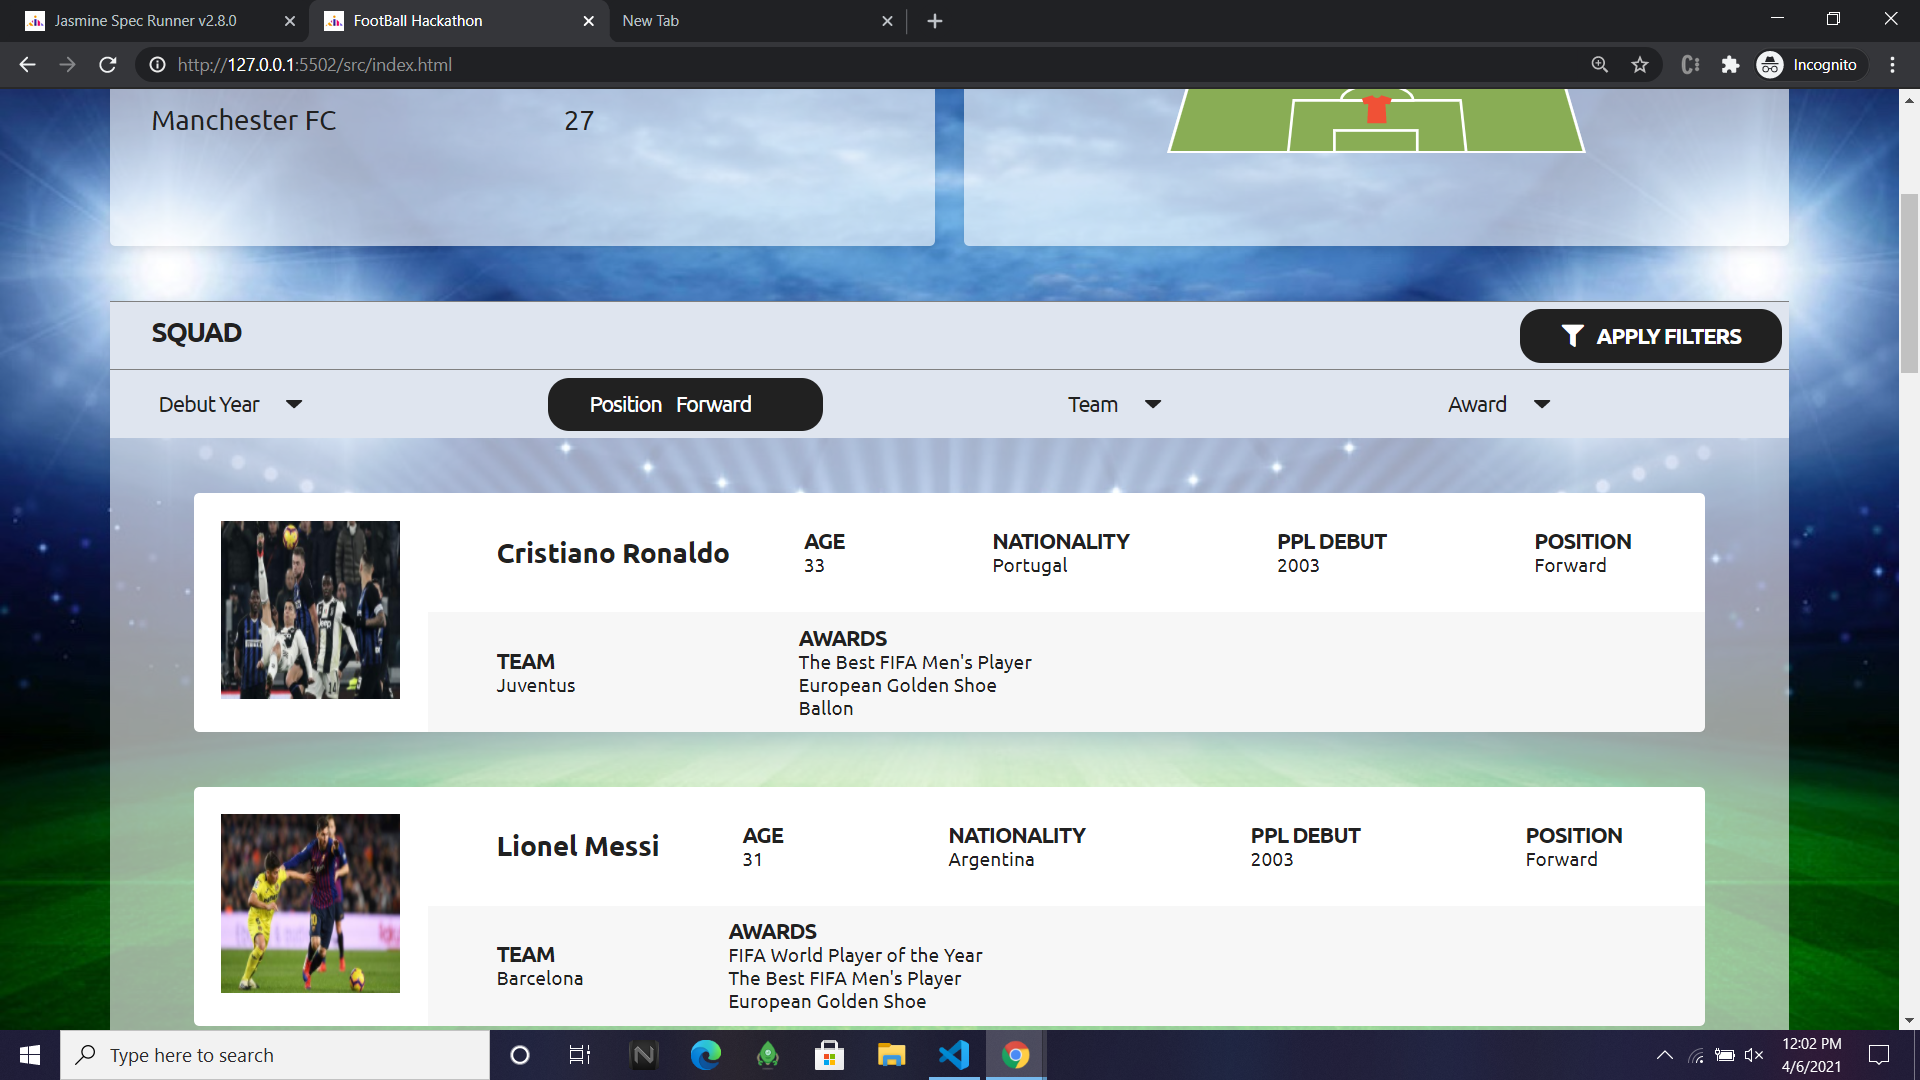 Jasmine Spec Runner v2.8.0
FootBall Hackathon
New Tab
http://127.0.0.1:5502/src/index.html
Incognito
Manchester FC 27
SQUAD
APPLY FILTERS
Debut Year Position Forward Team Award
Cristiano Ronaldo
AGE
33
NATIONALITY
Portugal
PPL DEBUT
2003
POSITION
Forward
TEAM
Juventus
AWARDS
The Best FIFA Men's Player
European Golden Shoe
Ballon
Lionel Messi
AGE
31
NATIONALITY
Argentina
PPL DEBUT
2003
POSITION
Forward
TEAM
Barcelona
AWARDS
FIFA World Player of the Year
The Best FIFA Men's Player
European Golden Shoe
Type here to search
12:02 PM
4/6/2021